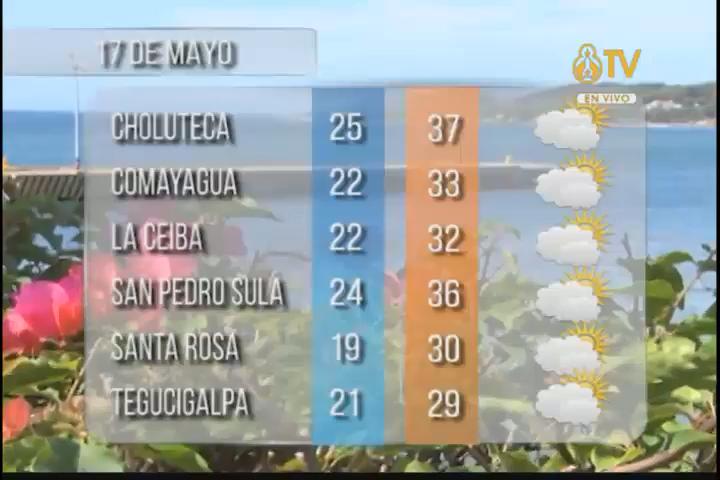 17 DE MAYO
TV
EN VIVO
CHOLUTECA 25 37
COMAYAGUA 22 33
LA CEIBA 22 32
SAN PEDRO SULA 24 36
SANTA ROSA 19 30
TEGUCIGALPA 21 29